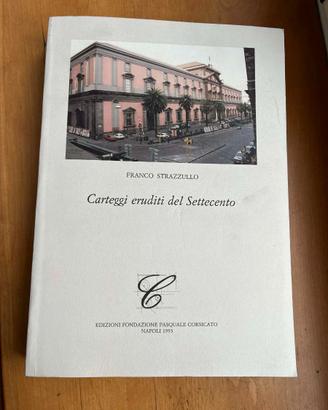 FRANCO STRAZZULLO
Carteggi eruditi del Settecento
C
EDIZIONI FONDAZIONE PASQUALE CORSICATO
NAPOLI 1993